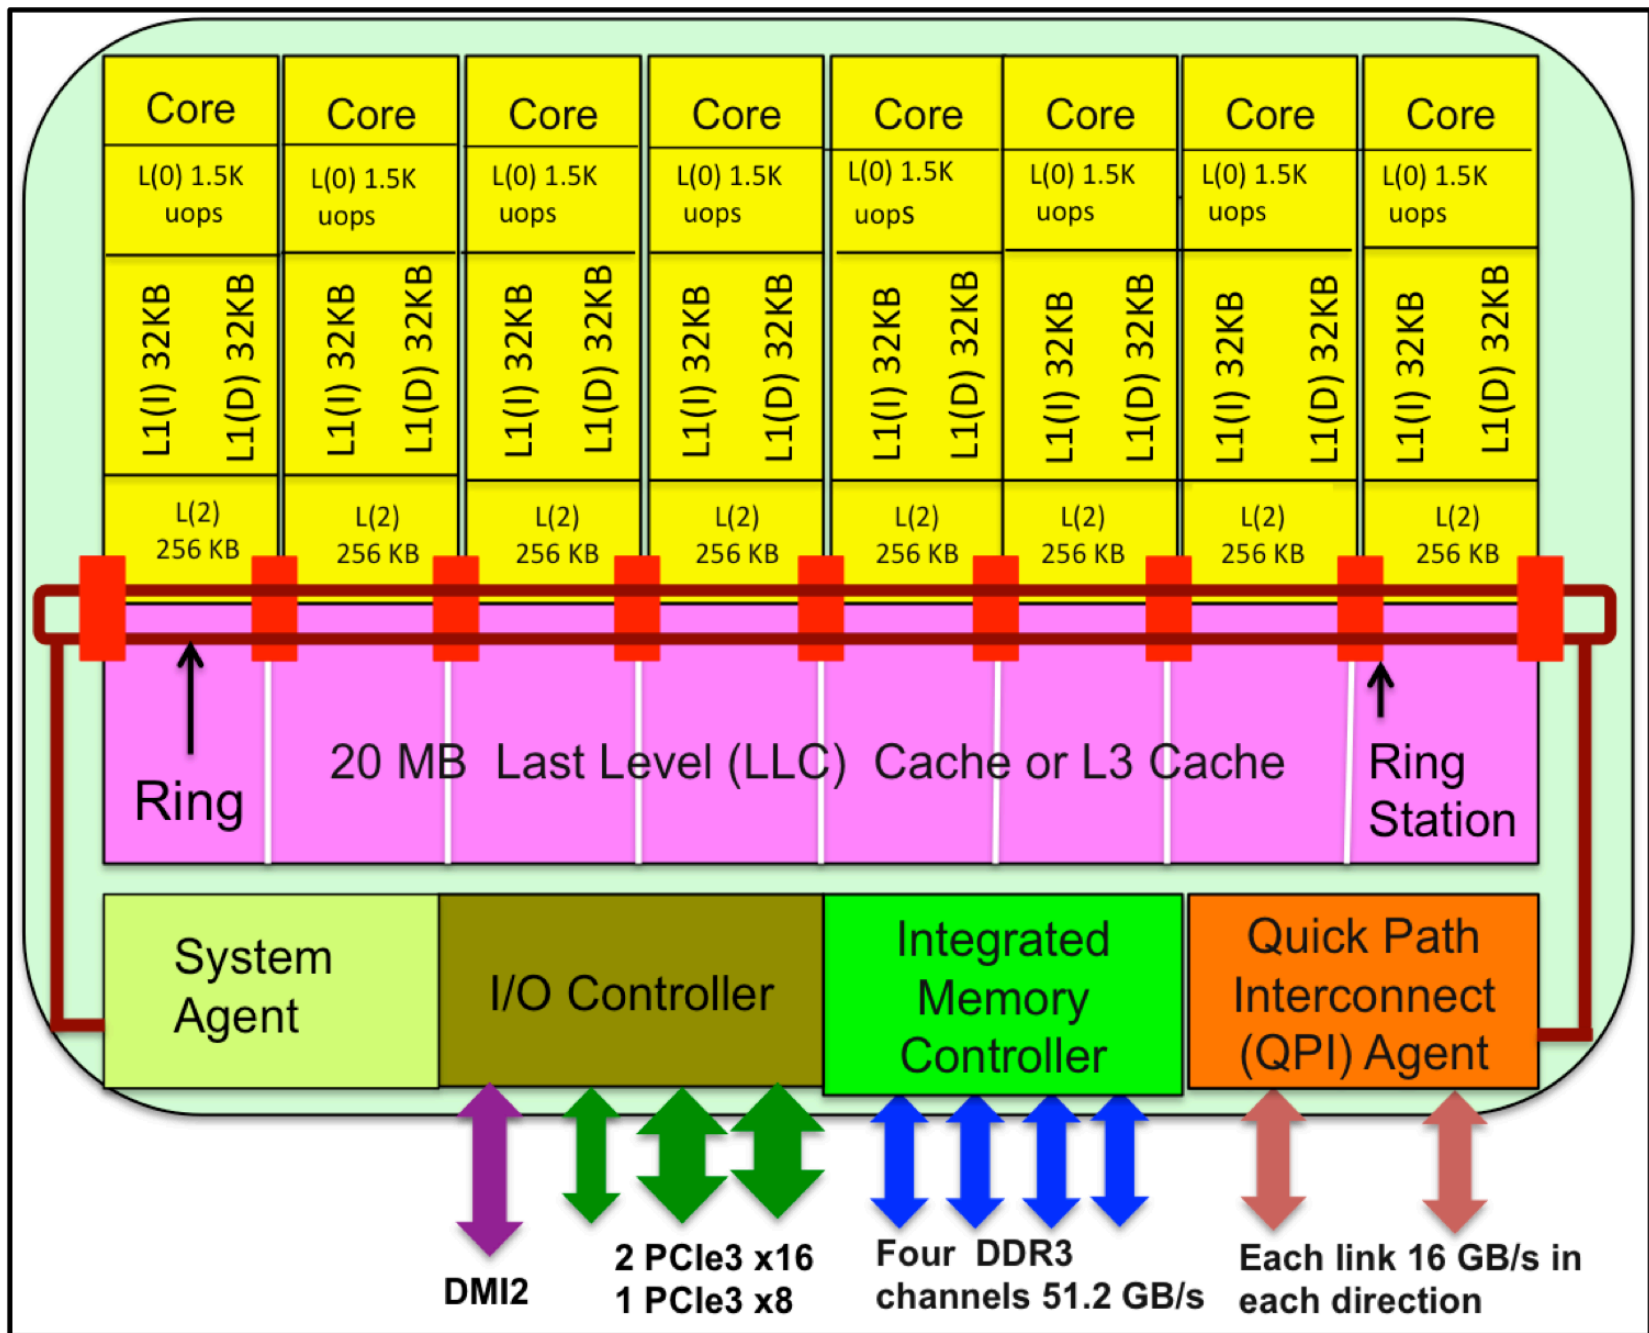 Core
Core
Core
Core
Core
Core
Core
Core
L(0) 1.5K
uops
L(0) 1.5K
uops
L(0) 1.5K
uops
L(0) 1.5K
uops
L(0) 1.5K
uops
L(0) 1.5K
uops
L(0) 1.5K
uops
L(0) 1.5K
uops
L1(I) 32KB
L1(D) 32KB
L1(I) 32KB
L1(D) 32KB
L1(I) 32KB
L1(D) 32KB
L1(I) 32KB
L1(D) 32KB
L1(I) 32KB
L1(D) 32KB
L1(I) 32KB
L1(D) 32KB
L1(I) 32KB
L1(D) 32KB
L1(I) 32KB
L1(D) 32KB
L(2)
256 KB
L(2)
256 KB
L(2)
256 KB
L(2)
256 KB
L(2)
256 KB
L(2)
256 KB
L(2)
256 KB
L(2)
256 KB
Ring
20 MB Last Level (LLC) Cache or L3 Cache
Ring
Station
System
Agent
I/O Controller
Integrated
Memory
Controller
Quick Path
Interconnect
(QPI) Agent
DMI2
2 PCIe3 x16
1 PCIe3 x8
Four DDR3
channels 51.2 GB/s
Each link 16 GB/s in
each direction